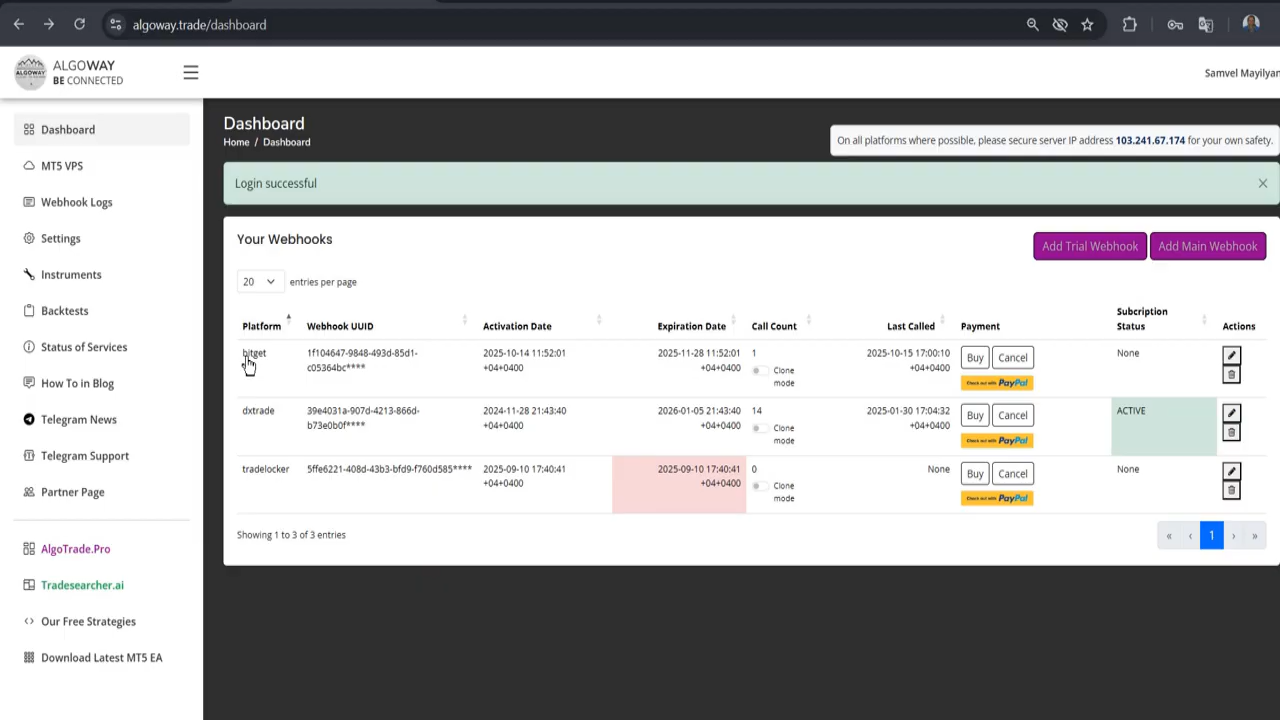 algoway.trade/dashboard
ALGOWAY
BE CONNECTED
Samvel Mayilyan
Dashboard
MT5 VPS
Webhook Logs
Settings
Instruments
Backtests
Status of Services
How To in Blog
Telegram News
Telegram Support
Partner Page
AlgoTrade.Pro
Tradesearcher.ai
Our Free Strategies
Download Latest MT5 EA
Dashboard
Home / Dashboard
On all platforms where possible, please secure server IP address 103.241.67.174 for your own safety.
Login successful
Your Webhooks
Add Trial Webhook Add Main Webhook
20 entries per page
Platform Webhook UUID Activation Date Expiration Date Call Count Last Called Payment Subcription Status Actions
bitget 1f104647-9848-493d-85d1- 2025-10-14 11:52:01 2025-11-28 11:52:01 1 2025-10-15 17:00:10 Buy Cancel None
c05364bc**** +04+0400 +04+0400 Clone mode +04+0400 Check out with PayPal
dxtrade 39e4031a-907d-4213-866d- 2024-11-28 21:43:40 2026-01-05 21:43:40 14 2025-01-30 17:04:32 Buy Cancel ACTIVE
b73e0b0f**** +04+0400 +04+0400 Clone mode +04+0400 Check out with PayPal
tradelocker 5ffe6221-408d-43b3-bfd9-f760d585**** 2025-09-10 17:40:41 2025-09-10 17:40:41 0 None Buy Cancel None
+04+0400 +04+0400 Clone mode Check out with PayPal
Showing 1 to 3 of 3 entries
« ‹ 1 › »